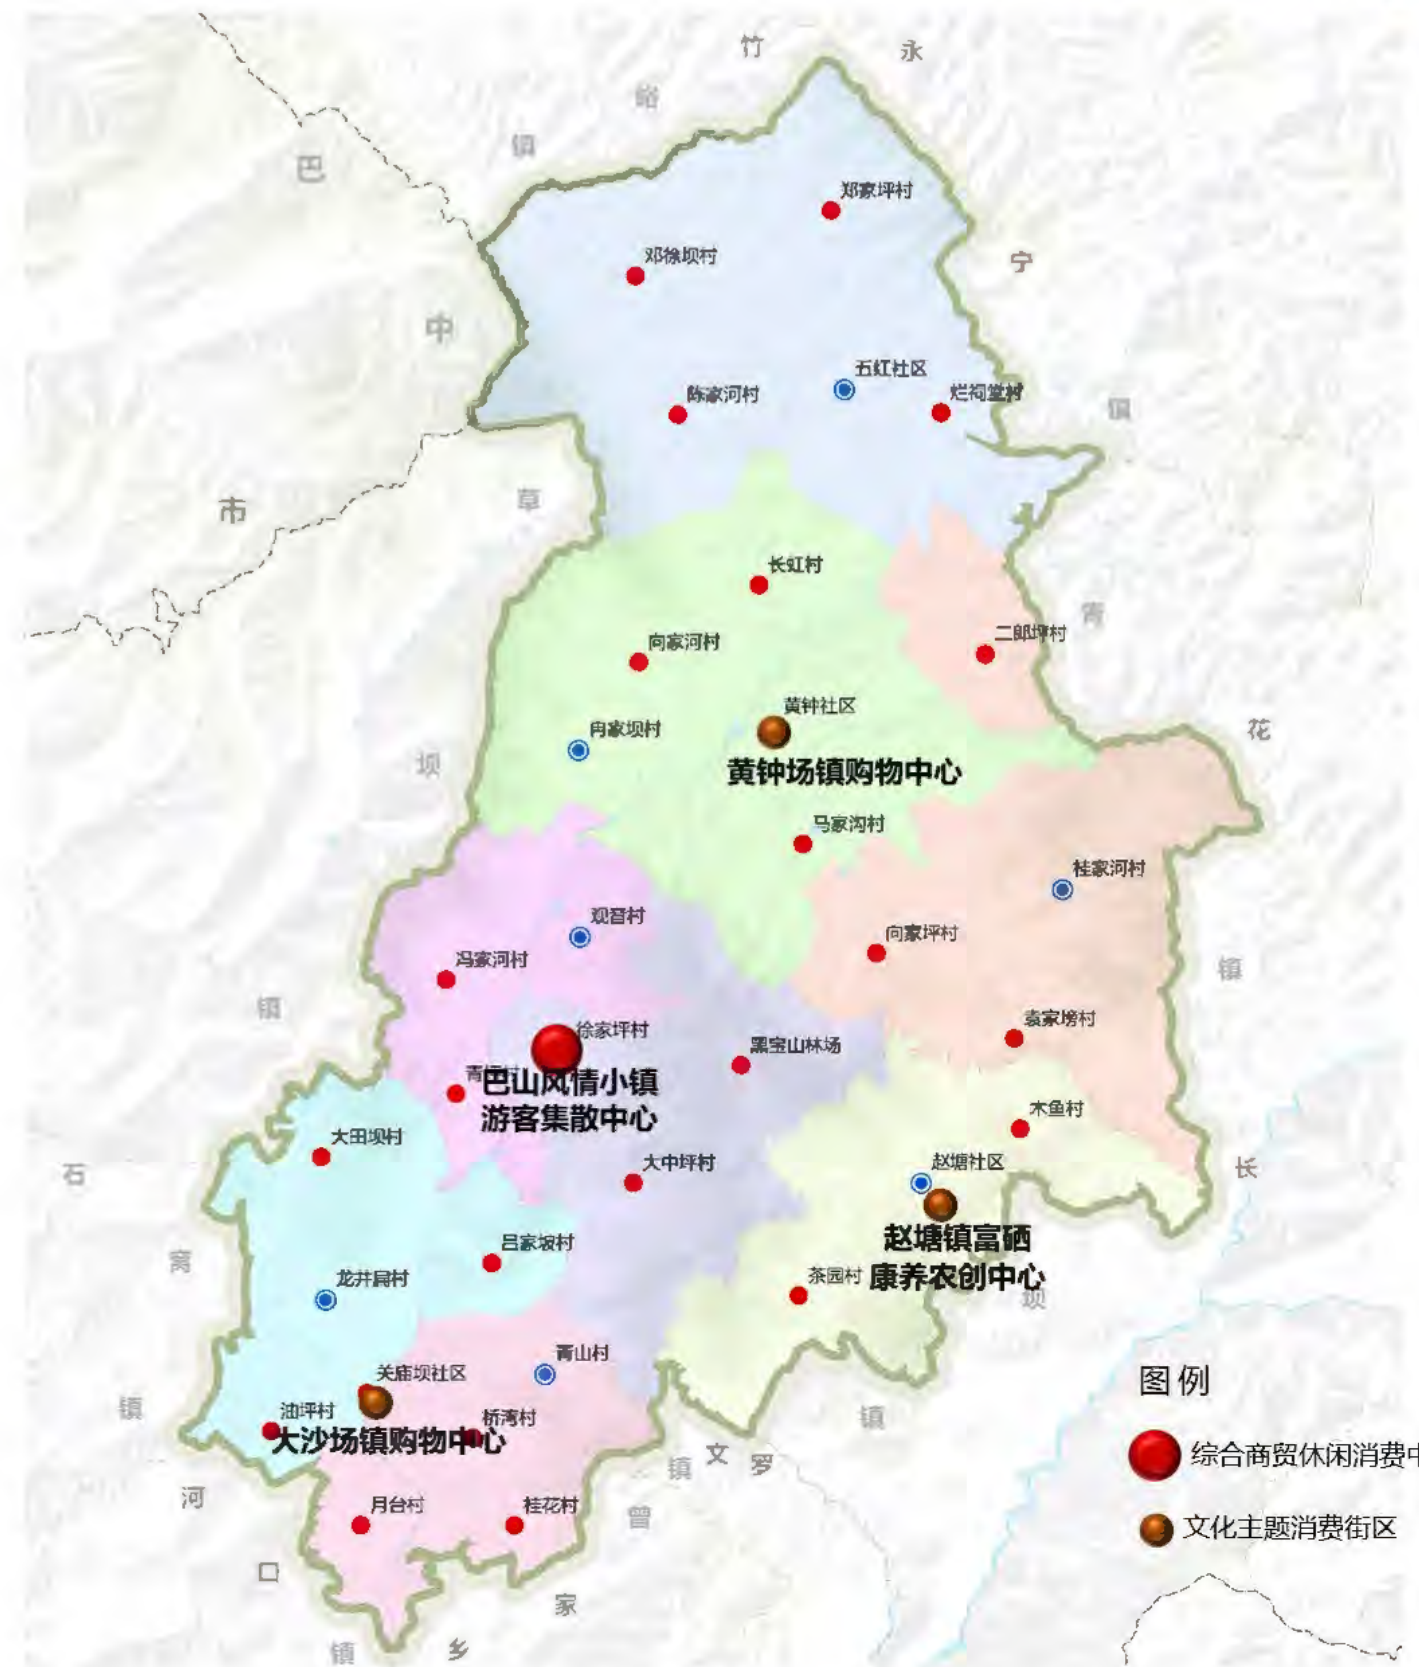 竹
永
峪
镇
巴
郑家坪村
邓徐坝村
宁
中
五红社区
陈家河村
烂祠堂村
镇
草
市
长虹村
青
二郎坪村
向家河村
黄钟社区
冉家坝村
花
坝
黄钟场镇购物中心
马家沟村
桂家河村
观音村
向家坪村
冯家河村
镇
镇
袁家塝村
徐家坪村
黑宝山林场
巴山风情小镇
游客集散中心
木鱼村
大田坝村
大中坪村
赵塘社区
石
长
赵塘镇富硒
康养农创中心
吕家坡村
窝
龙井扁村
茶园村
坝
青山村
关庙坝社区
图例
油坪村
桥湾村
镇
镇
大沙场镇购物中心
文
罗
镇
综合商贸休闲消费中
河
月台村
桂花村
曾
文化主题消费街区
口
家
乡
镇